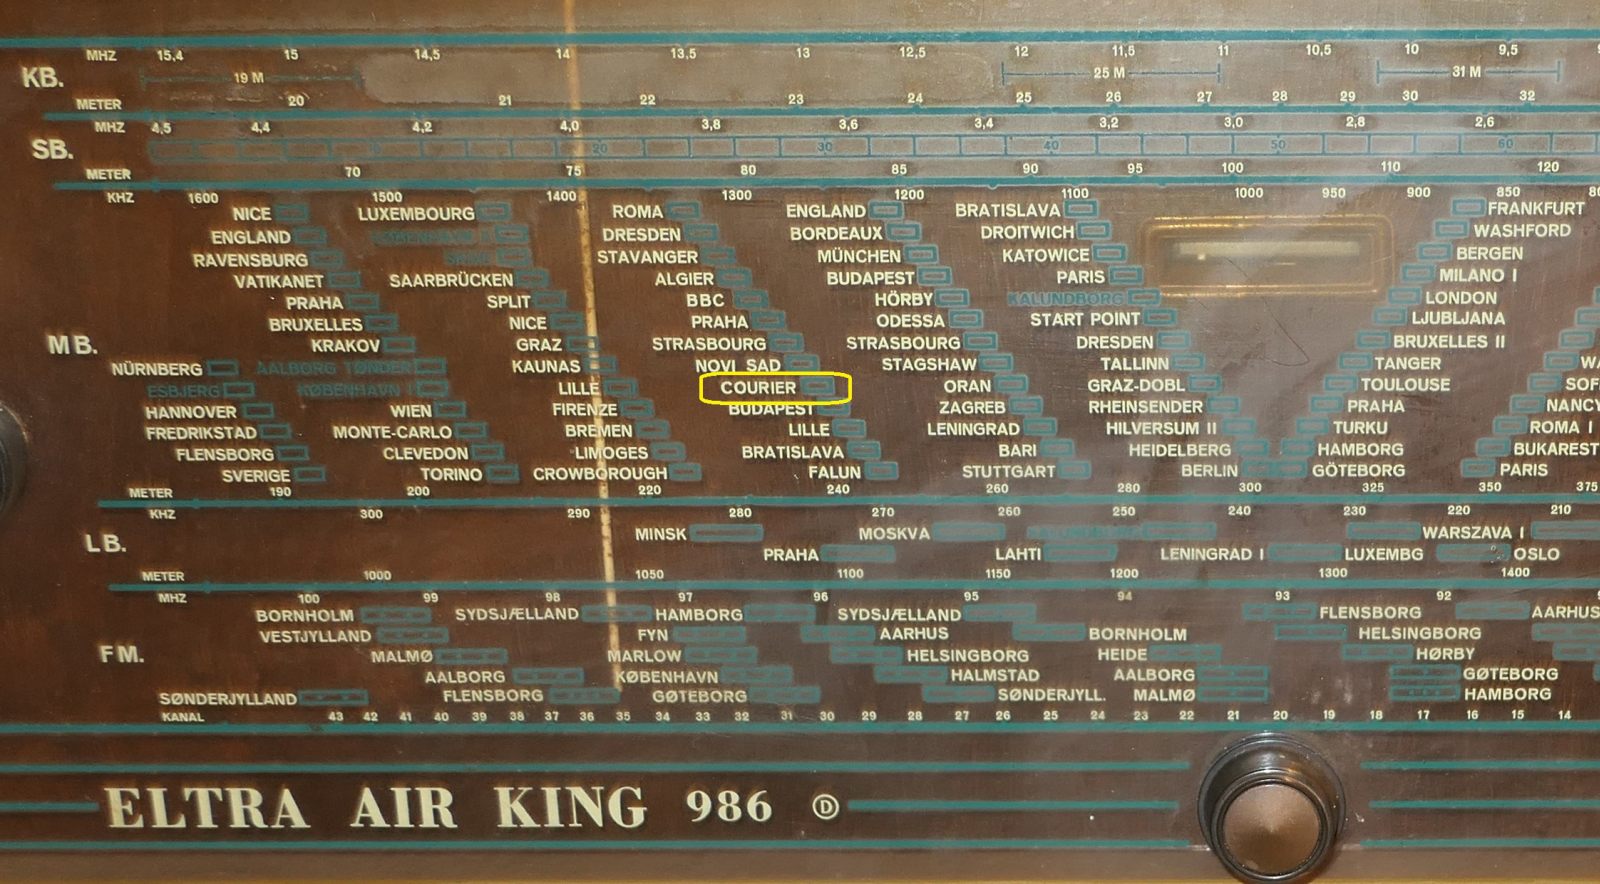 MHZ 15,4 15 14,5 14 13,5 13 12,5 12 11,5 11 10,5 10 9,5
KB. 19 M 25 M 31 M
METER 20 21 22 23 24 25 26 27 28 29 30 32
MHZ 4,5 4,4 4,2 4,0 3,8 3,6 3,4 3,2 3,0 2,8 2,6
SB. 20 30 40 50 60
METER 70 75 80 85 90 95 100 110 120
KHZ 1600 1500 1400 1300 1200 1100 1000 950 900 850
NICE LUXEMBOURG ROMA ENGLAND BRATISLAVA FRANKFURT
ENGLAND DRESDEN BORDEAUX DROITWICH WASHFORD
RAVENSBURG STAVANGER MÜNCHEN KATOWICE BERGEN
VATIKANET SAARBRÜCKEN ALGIER BUDAPEST PARIS MILANO I
PRAHA SPLIT BBC HÖRBY KALUNDBORG LONDON
BRUXELLES NICE PRAHA ODESSA START POINT LJUBLJANA
MB. KRAKOV GRAZ STRASBOURG STRASBOURG DRESDEN BRUXELLES II
NÜRNBERG AALBORG TØNDER KAUNAS NOVI SAD STAGSHAW TALLINN TANGER
ESBJERG KØBENHAVN I LILLE COURIER ORAN GRAZ-DOBL TOULOUSE
HANNOVER WIEN FIRENZE BUDAPEST ZAGREB RHEINSENDER PRAHA NANCY
FREDRIKSTAD MONTE-CARLO BREMEN LILLE LENINGRAD HILVERSUM II TURKU ROMA I
FLENSBORG CLEVEDON LIMOGES BRATISLAVA BARI HEIDELBERG HAMBORG BUKAREST
SVERIGE TORINO CROWBOROUGH FALUN STUTTGART BERLIN GÖTEBORG PARIS
METER 190 200 220 240 260 280 300 325 350 375
KHZ 300 290 280 270 260 250 240 230 220 210
LB. MINSK MOSKVA WARSZAVA I
PRAHA LAHTI LENINGRAD I LUXEMBG OSLO
METER 1000 1050 1100 1150 1200 1300 1400
MHZ 100 99 98 97 96 95 94 93 92
BORNHOLM SYDSJÆLLAND HAMBORG SYDSJÆLLAND FLENSBORG AARHUS
VESTJYLLAND FYN AARHUS BORNHOLM HELSINGBORG
FM. MALMØ MARLOW HELSINGBORG HEIDE HØRBY
AALBORG KØBENHAVN HALMSTAD AALBORG GØTEBORG
SØNDERJYLLAND FLENSBORG GØTEBORG SØNDERJYLL. MALMØ HAMBORG
KANAL 43 42 41 40 39 38 37 36 35 34 33 32 31 30 29 28 27 26 25 24 23 22 21 20 19 18 17 16 15 14
ELTRA AIR KING 986 D